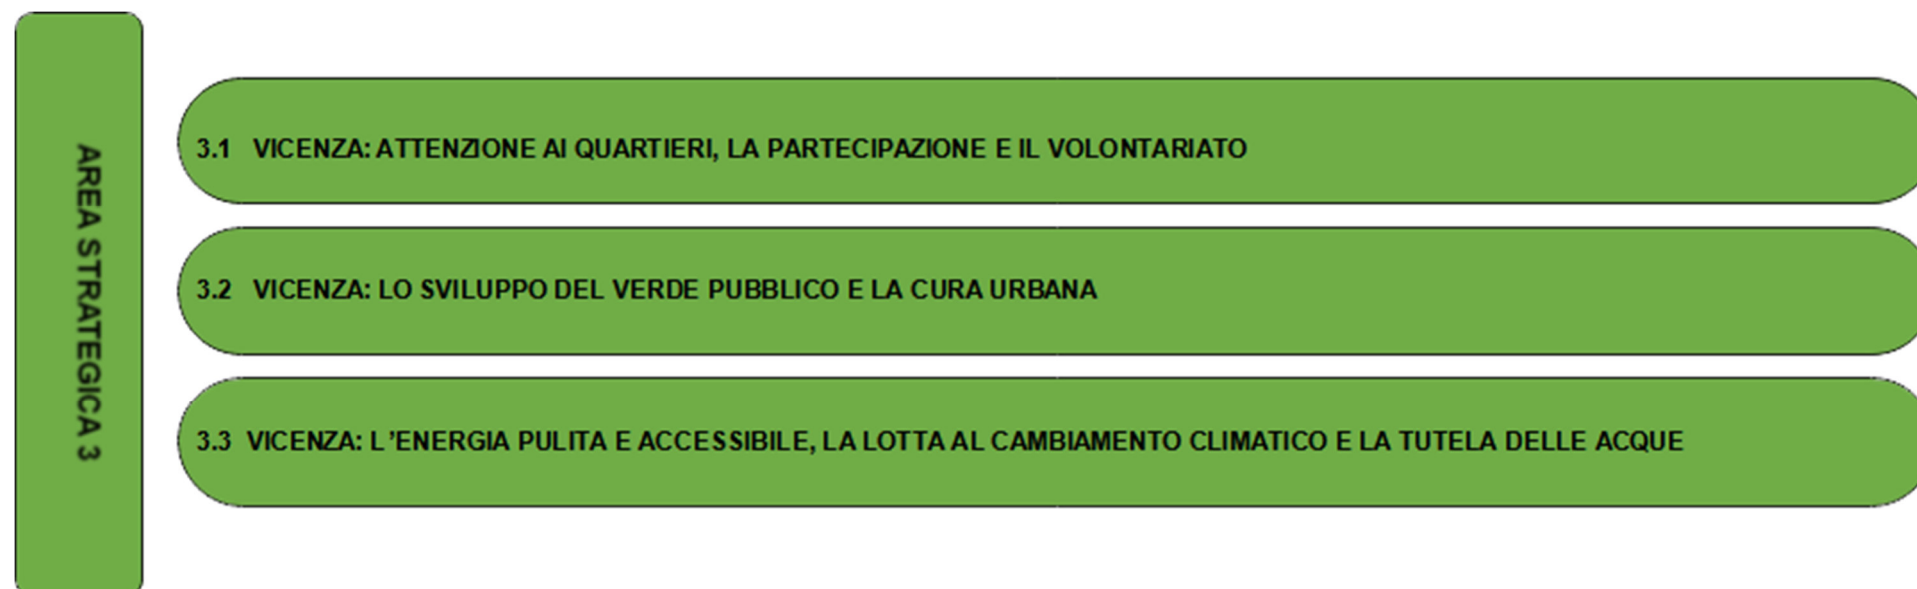 AREA STRATEGICA 3
3.1 VICENZA: ATTENZIONE AI QUARTIERI, LA PARTECIPAZIONE E IL VOLONTARIATO
3.2 VICENZA: LO SVILUPPO DEL VERDE PUBBLICO E LA CURA URBANA
3.3 VICENZA: L’ENERGIA PULITA E ACCESSIBILE, LA LOTTA AL CAMBIAMENTO CLIMATICO E LA TUTELA DELLE ACQUE